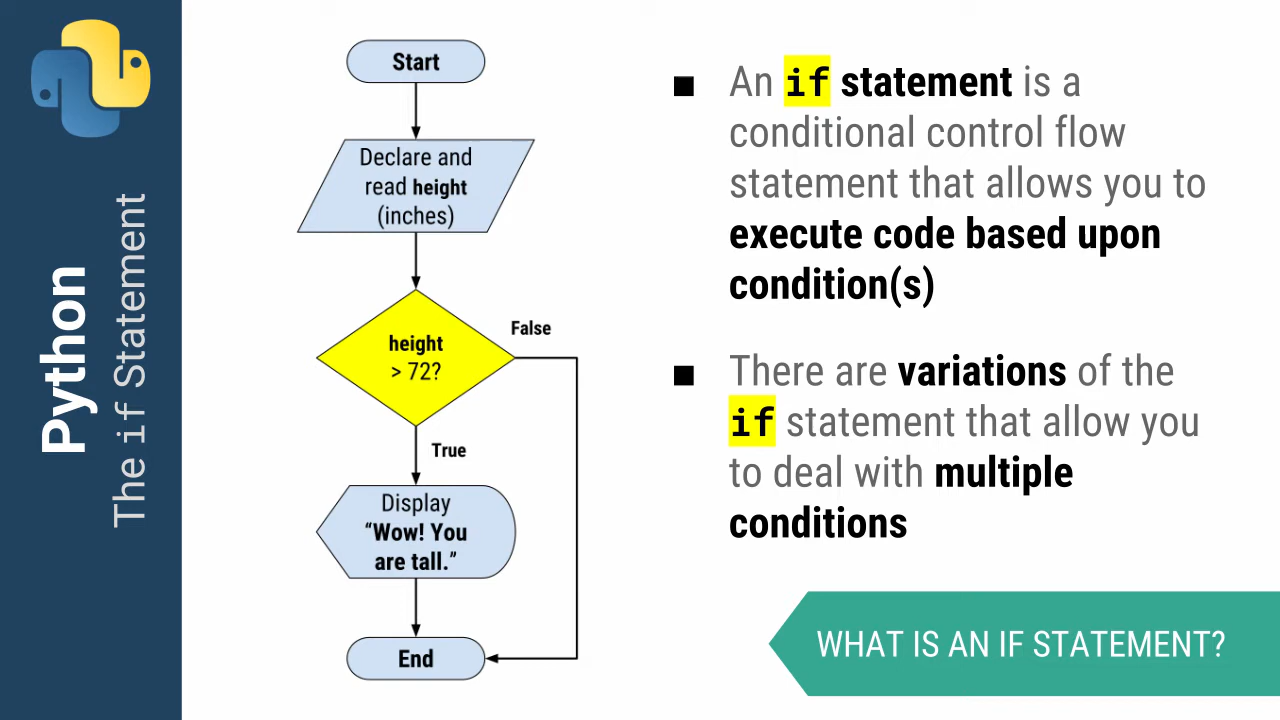 Python
The if Statement
Start
Declare and
read height
(inches)
height
> 72?
False
True
Display
“Wow! You
are tall.”
End
■ An if statement is a
conditional control flow
statement that allows you to
execute code based upon
condition(s)
■ There are variations of the
if statement that allow you
to deal with multiple
conditions
WHAT IS AN IF STATEMENT?